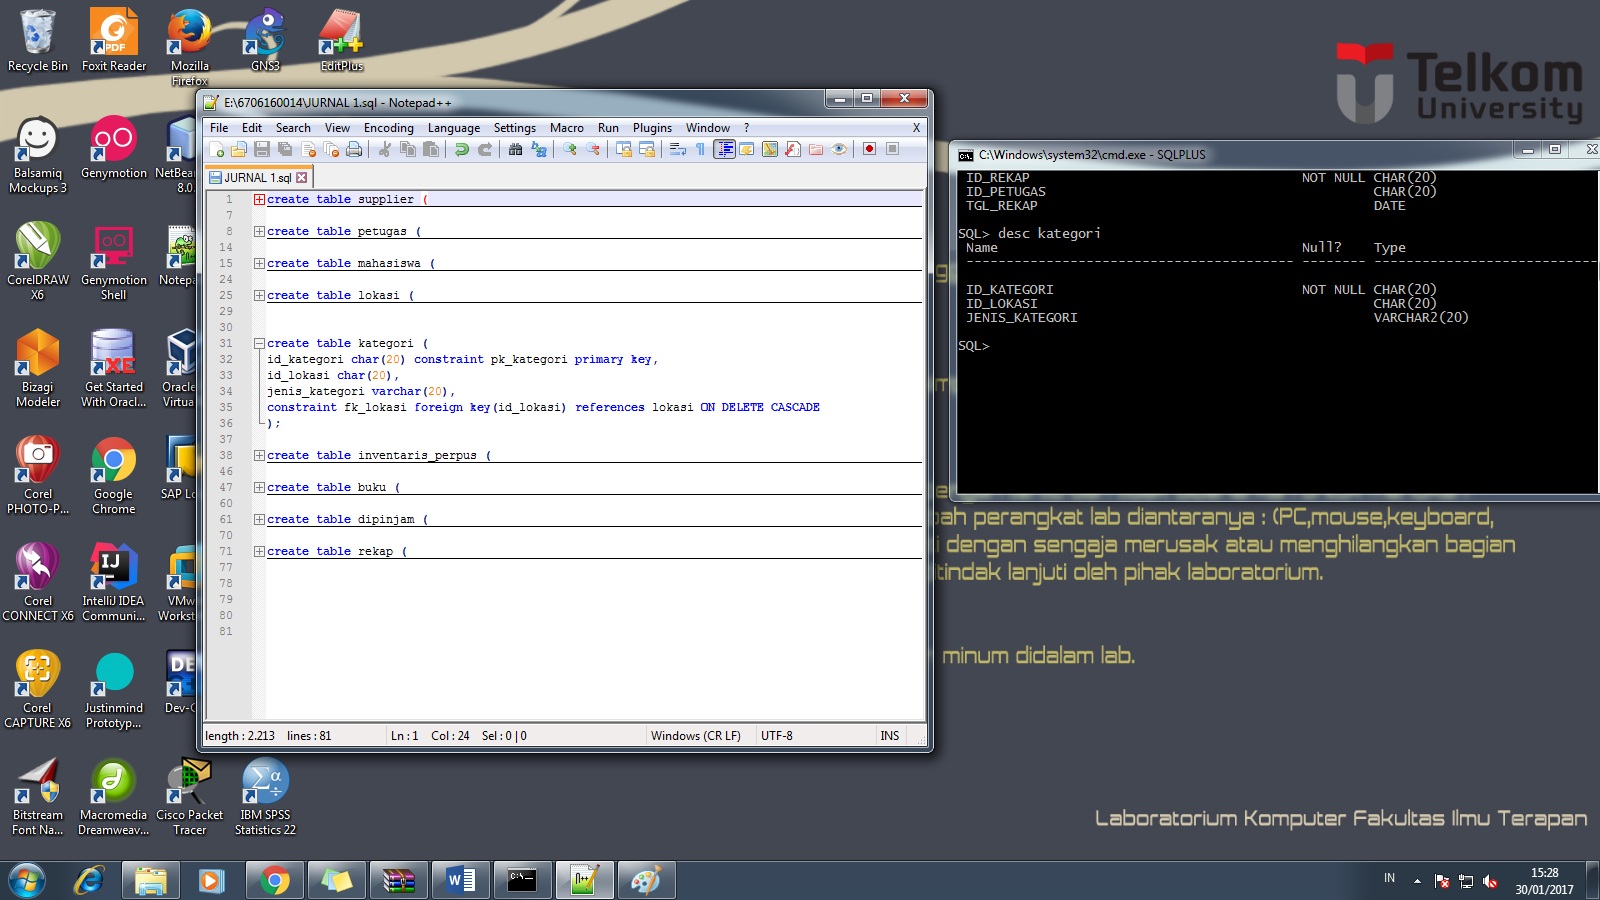 Recycle Bin
Foxit Reader
Mozilla
Firefox
GNS3
EditPlus
Balsamiq
Mockups 3
Genymotion
NetBean
8.0.
CorelDRAW
X6
Genymotion
Shell
Notepa
Bizagi
Modeler
Get Started
With Oracl...
Oracle
Virtua
Corel
PHOTO-P...
Google
Chrome
SAP Lo
Corel
CONNECT X6
IntelliJ IDEA
Communi...
VMw
Workst
Corel
CAPTURE X6
Justinmind
Prototyp...
Dev-C
Bitstream
Font Na...
Macromedia
Dreamweav...
Cisco Packet
Tracer
IBM SPSS
Statistics 22
E:\6706160014\JURNAL 1.sql - Notepad++
File Edit Search View Encoding Language Settings Macro Run Plugins Window ? X
JURNAL 1.sql
1 create table supplier (
7
8 create table petugas (
14
15 create table mahasiswa (
24
25 create table lokasi (
29
30
31 create table kategori (
32 id_kategori char(20) constraint pk_kategori primary key,
33 id_lokasi char(20),
34 jenis_kategori varchar(20),
35 constraint fk_lokasi foreign key(id_lokasi) references lokasi ON DELETE CASCADE
36 );
37
38 create table inventaris_perpus (
46
47 create table buku (
60
61 create table dipinjam (
70
71 create table rekap (
77
78
79
80
81
length : 2.213 lines : 81 Ln : 1 Col : 24 Sel : 0 | 0 Windows (CR LF) UTF-8 INS
Telkom
University
C:\Windows\system32\cmd.exe - SQLPLUS
ID_REKAP NOT NULL CHAR(20)
ID_PETUGAS CHAR(20)
TGL_REKAP DATE
SQL> desc kategori
Name Null? Type
----------------------------------------- -------- ----------------------------
ID_KATEGORI NOT NULL CHAR(20)
ID_LOKASI CHAR(20)
JENIS_KATEGORI VARCHAR2(20)
SQL>
ah perangkat lab diantaranya : (PC,mouse,keyboard,
i dengan sengaja merusak atau menghilangkan bagian
tindak lanjuti oleh pihak laboratorium.
minum didalam lab.
Laboratorium Komputer Fakultas Ilmu Terapan
IN
15:28
30/01/2017